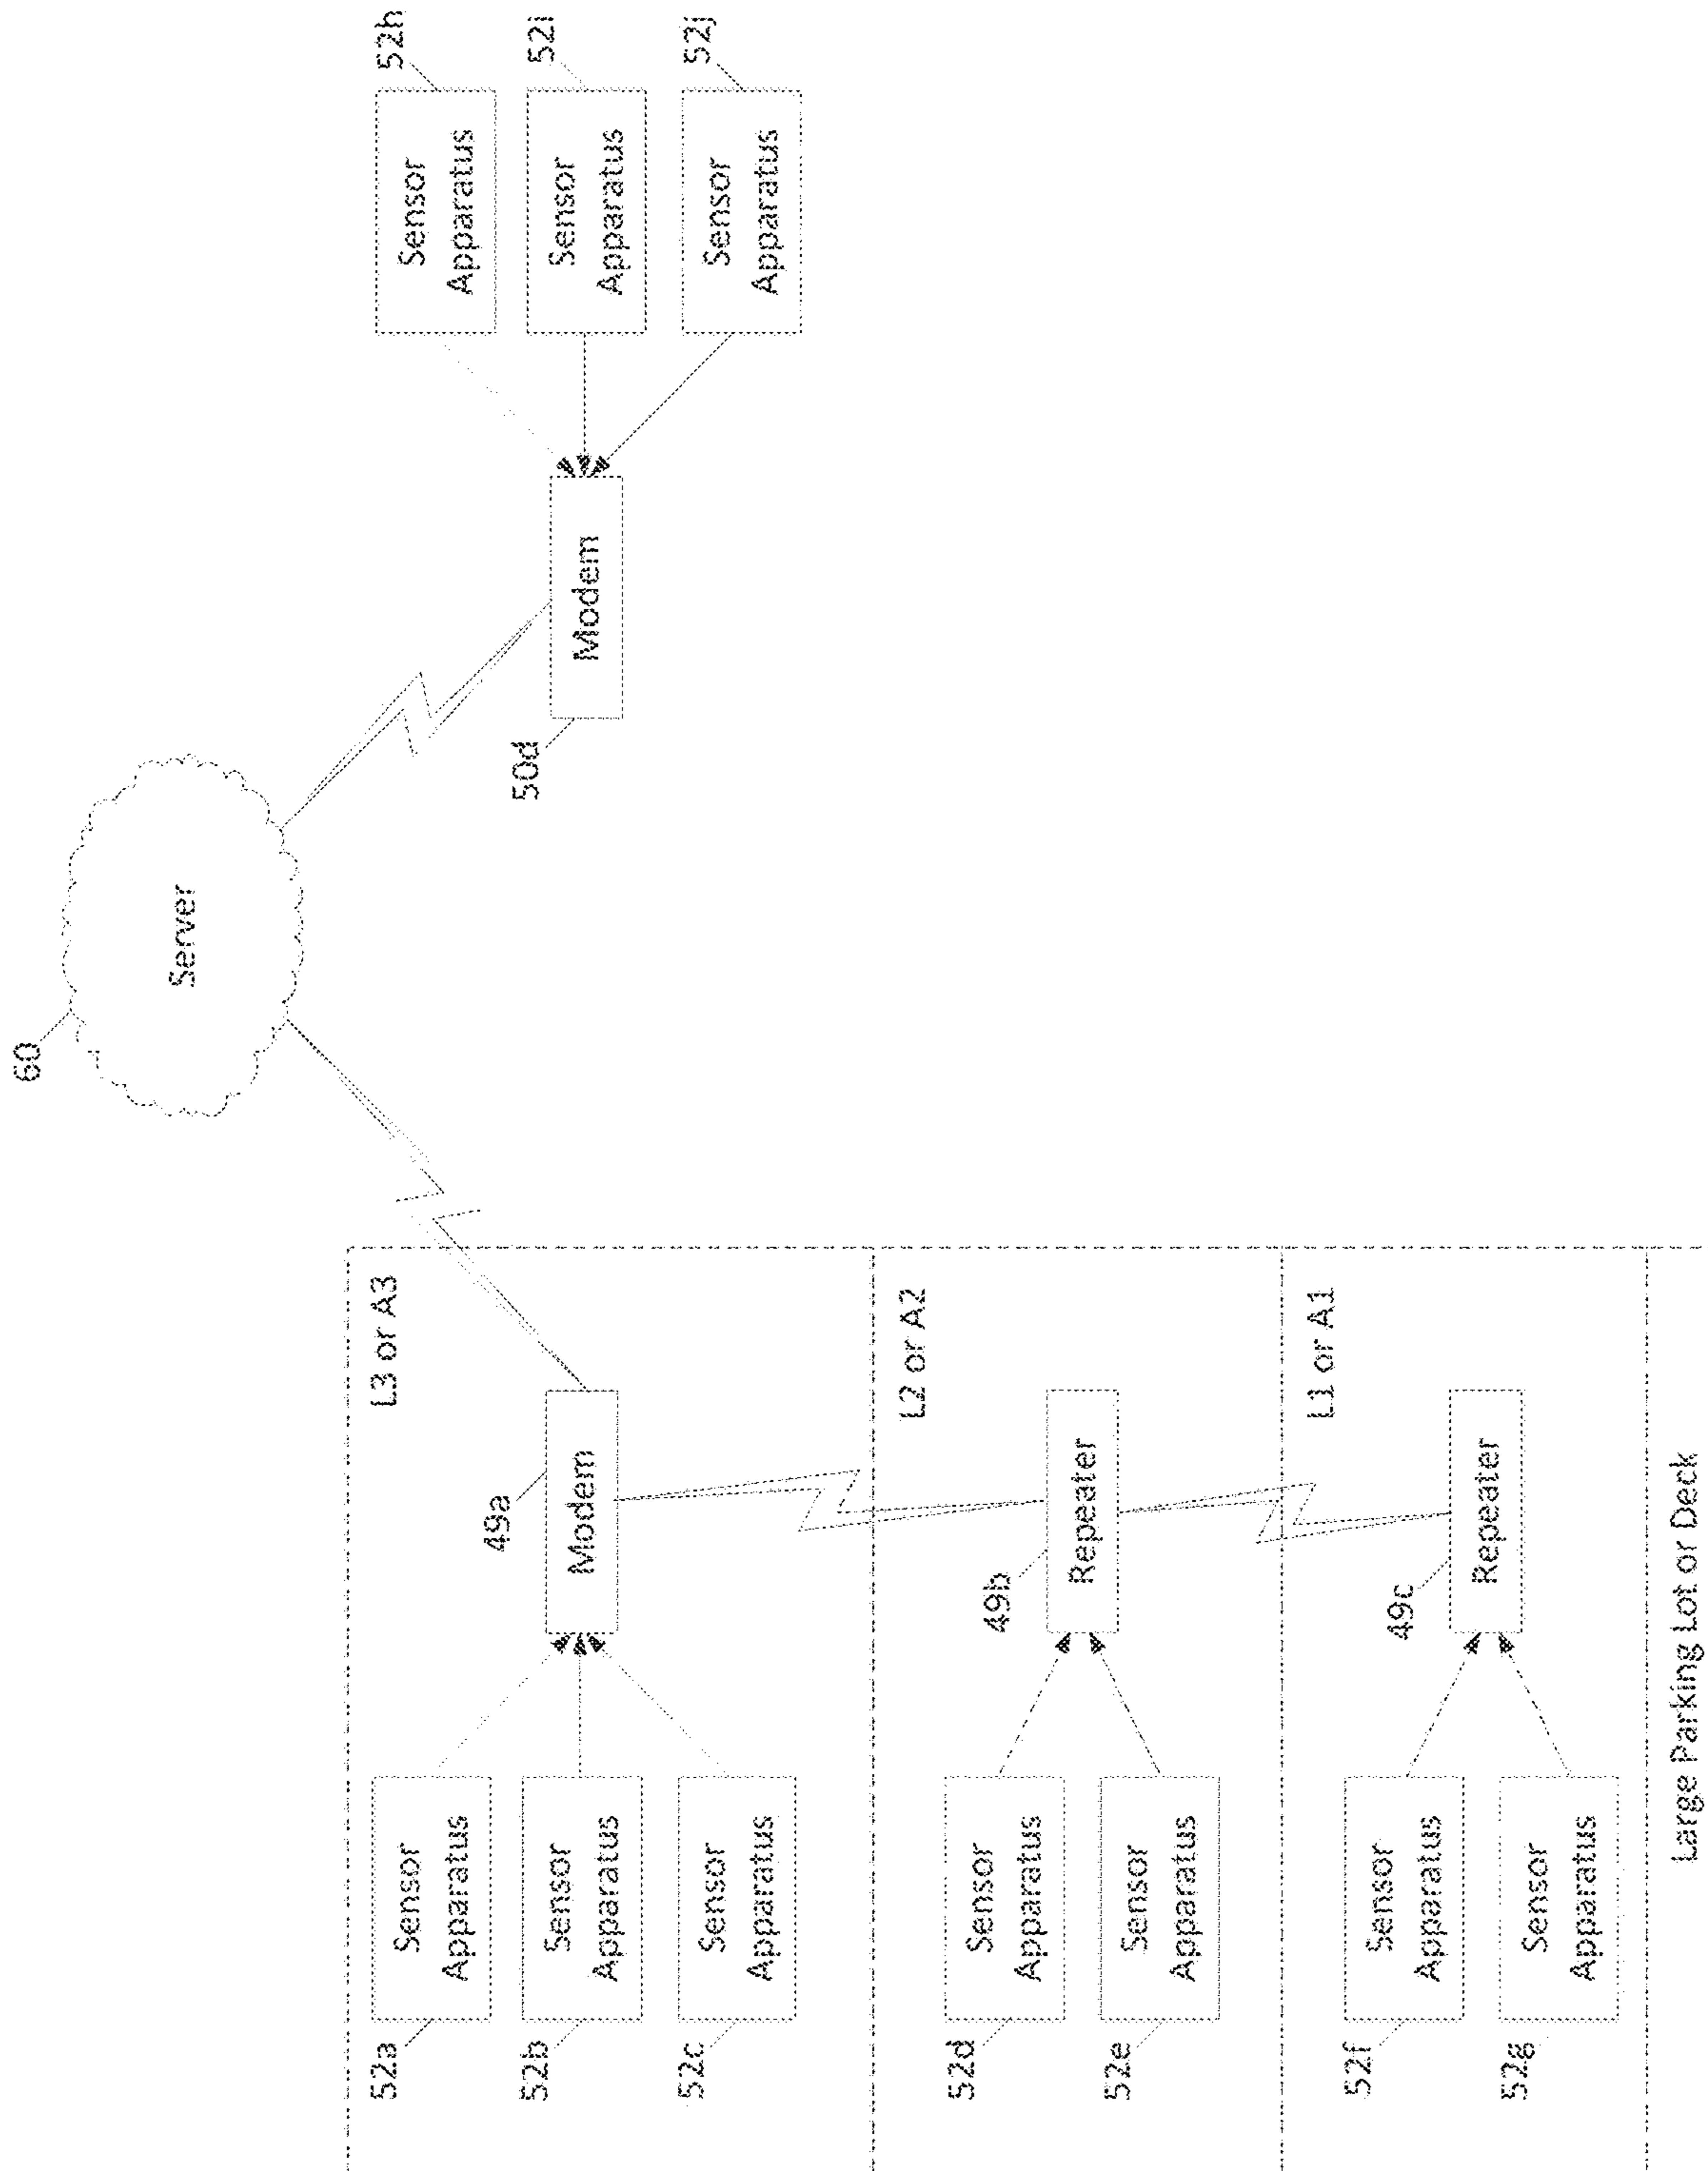 60
Server
L3 or A3
52a
Sensor
Apparatus
52b
Sensor
Apparatus
52c
Sensor
Apparatus
49a
Modem
50d
Modem
Sensor
Apparatus
52h
Sensor
Apparatus
52i
Sensor
Apparatus
52j
L2 or A2
52d
Sensor
Apparatus
52e
Sensor
Apparatus
49b
Repeater
L1 or A1
52f
Sensor
Apparatus
52g
Sensor
Apparatus
49c
Repeater
Large Parking Lot or Deck